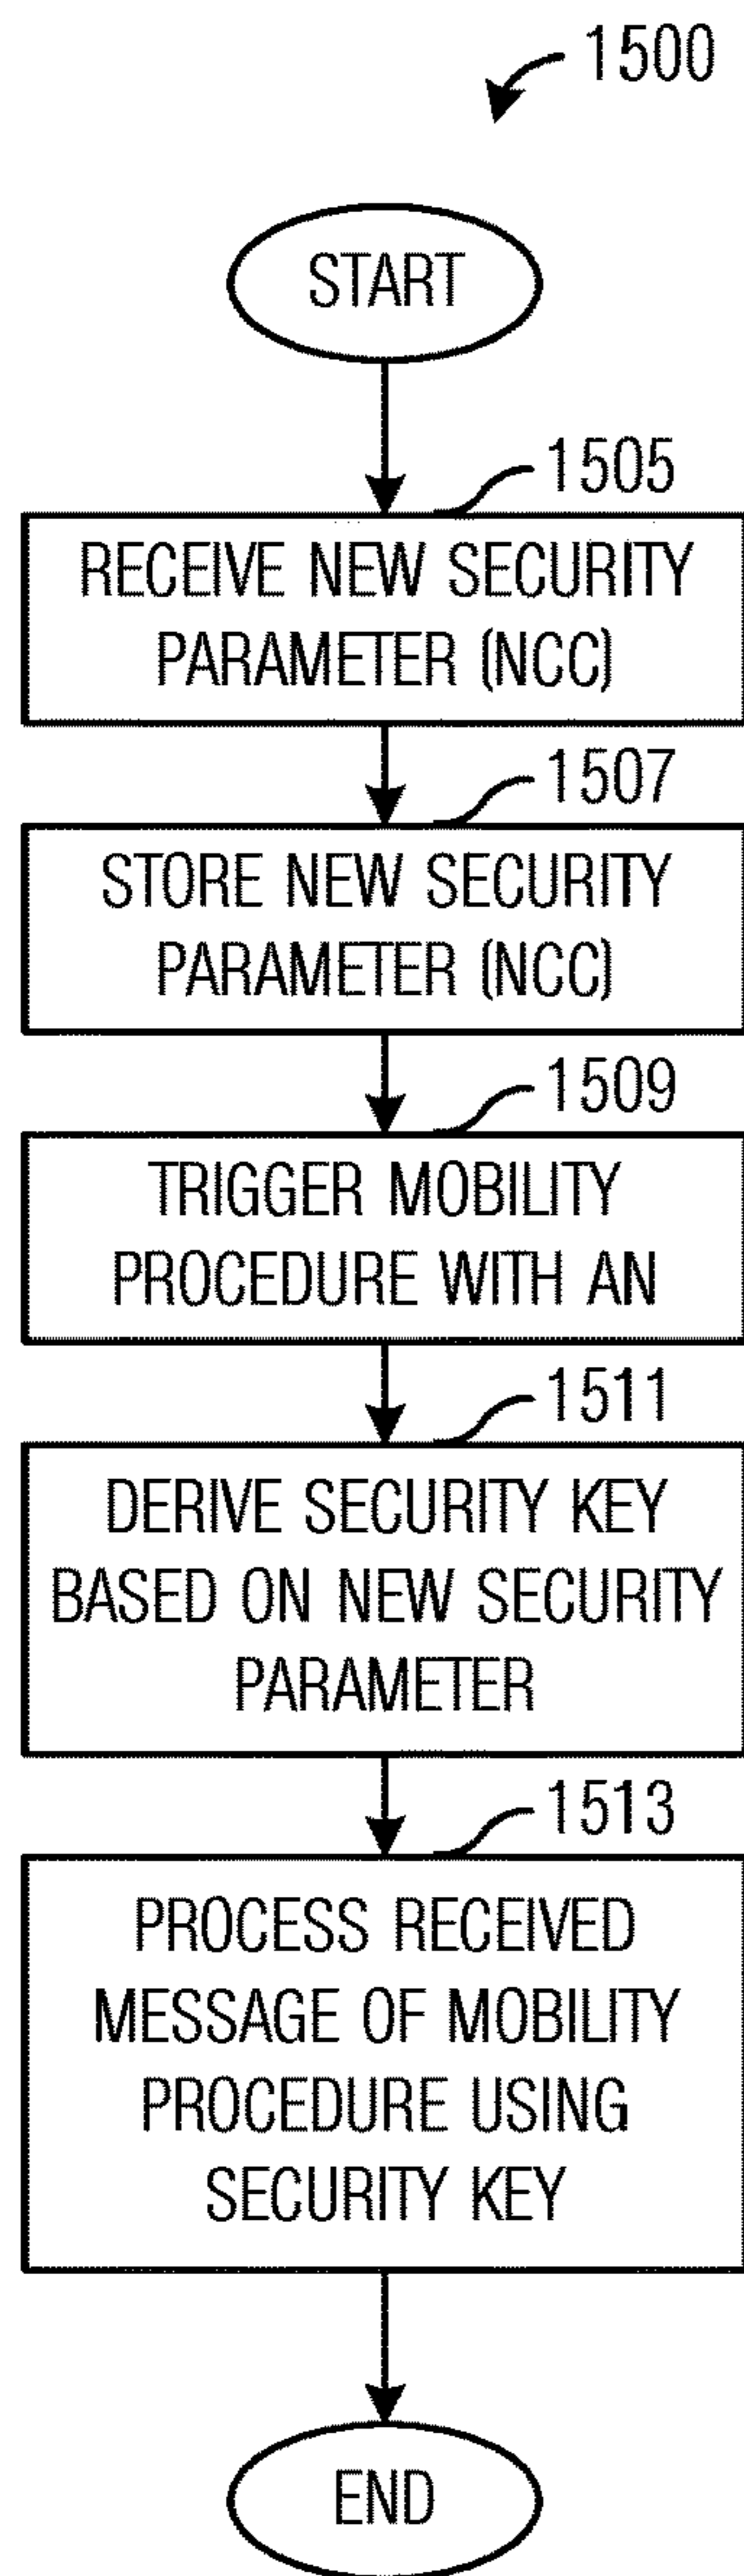 1500
START
1505
RECEIVE NEW SECURITY
PARAMETER (NCC)
1507
STORE NEW SECURITY
PARAMETER (NCC)
1509
TRIGGER MOBILITY
PROCEDURE WITH AN
1511
DERIVE SECURITY KEY
BASED ON NEW SECURITY
PARAMETER
1513
PROCESS RECEIVED
MESSAGE OF MOBILITY
PROCEDURE USING
SECURITY KEY
END